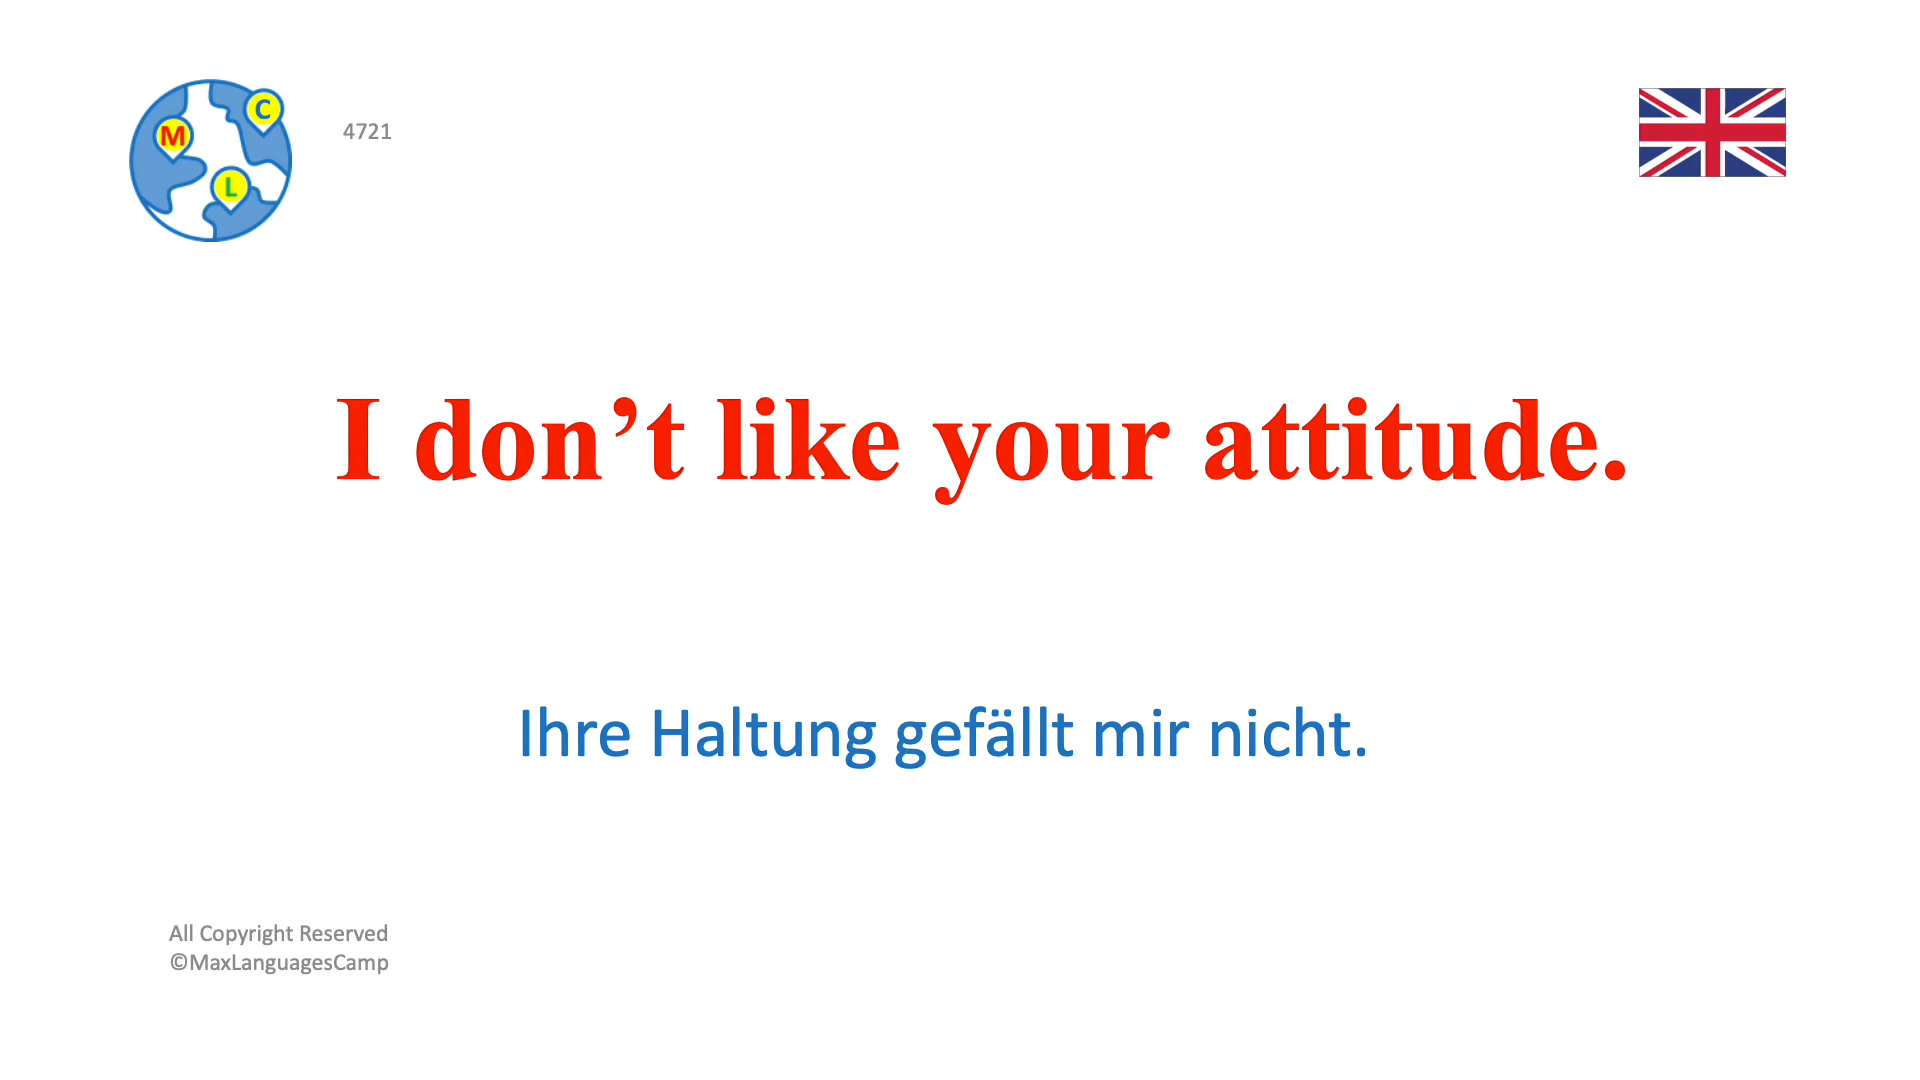 C
M
L
4721
I don’t like your attitude.
Ihre Haltung gefällt mir nicht.
All Copyright Reserved
©MaxLanguagesCamp